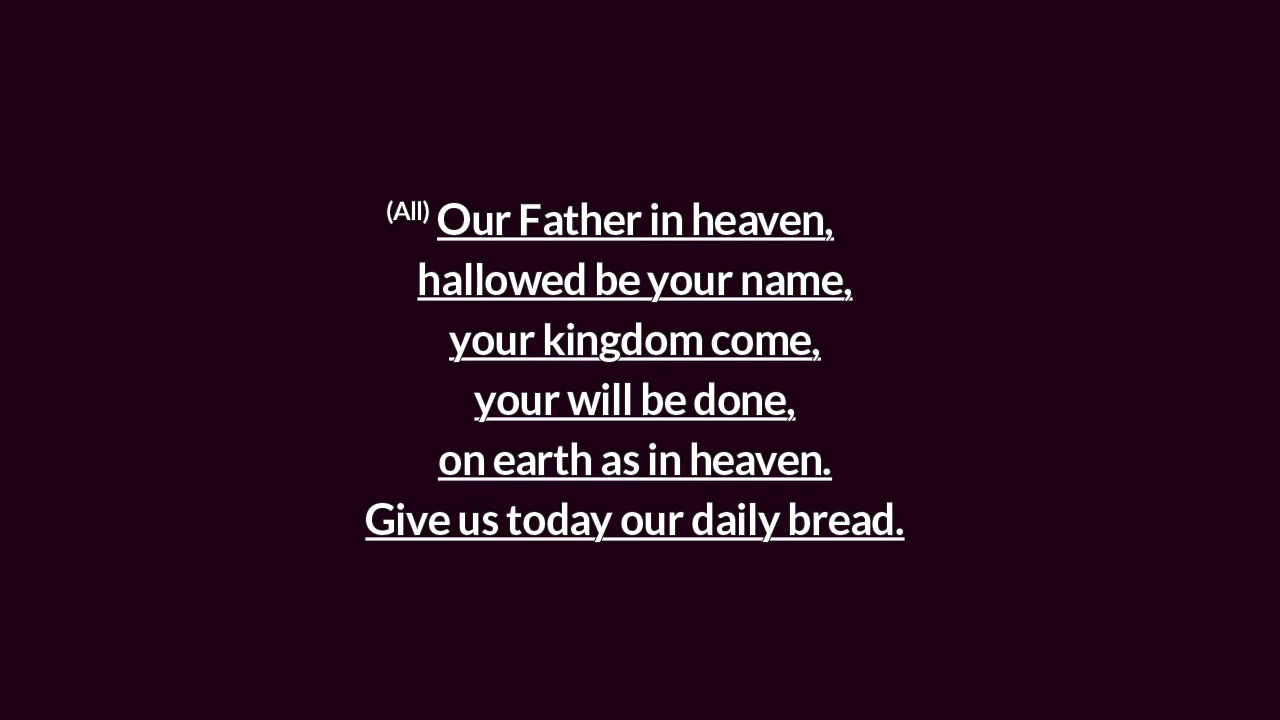 (All) Our Father in heaven,
hallowed be your name,
your kingdom come,
your will be done,
on earth as in heaven.
Give us today our daily bread.